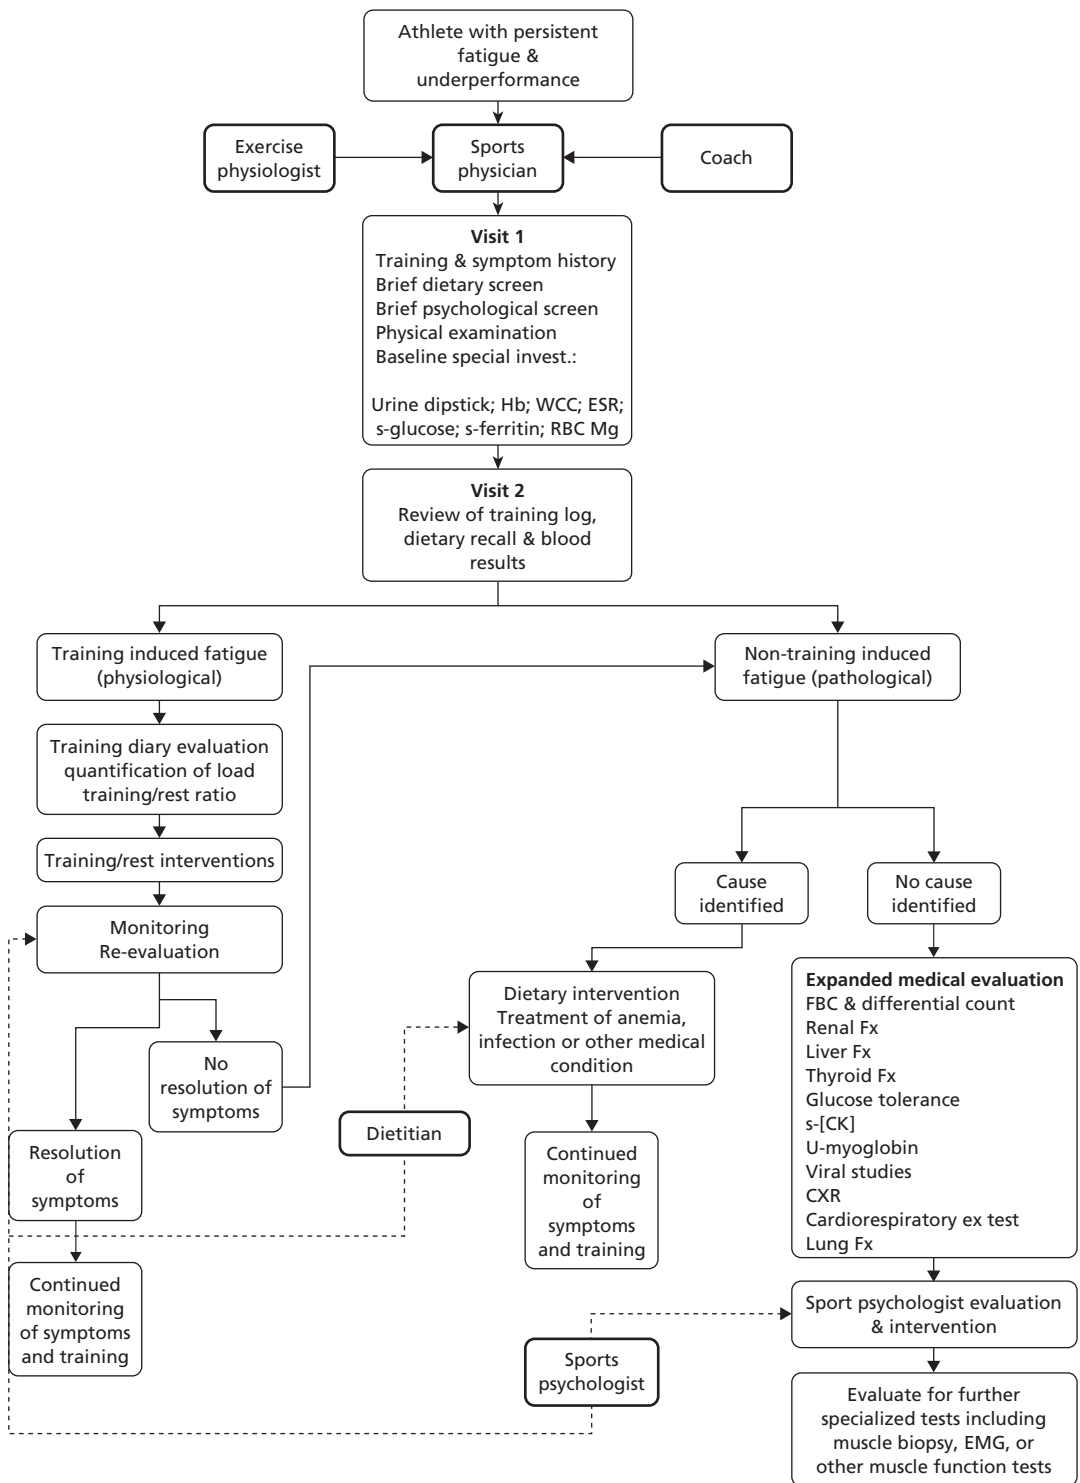 Athlete with persistent
fatigue &
underperformance
Exercise
physiologist
Sports
physician
Coach
Visit 1
Training & symptom history
Brief dietary screen
Brief psychological screen
Physical examination
Baseline special invest.:
Urine dipstick; Hb; WCC; ESR;
s-glucose; s-ferritin; RBC Mg
Visit 2
Review of training log,
dietary recall & blood
results
Training induced fatigue
(physiological)
Non-training induced
fatigue (pathological)
Training diary evaluation
quantification of load
training/rest ratio
Training/rest interventions
Monitoring
Re-evaluation
Cause
identified
No cause
identified
No
resolution of
symptoms
Resolution
of
symptoms
Continued
monitoring
of symptoms
and training
Dietary intervention
Treatment of anemia,
infection or other medical
condition
Dietitian
Continued
monitoring
of
symptoms
and training
Expanded medical evaluation
FBC & differential count
Renal Fx
Liver Fx
Thyroid Fx
Glucose tolerance
s-[CK]
U-myoglobin
Viral studies
CXR
Cardiorespiratory ex test
Lung Fx
Sport psychologist evaluation
& intervention
Sports
psychologist
Evaluate for further
specialized tests including
muscle biopsy, EMG, or
other muscle function tests